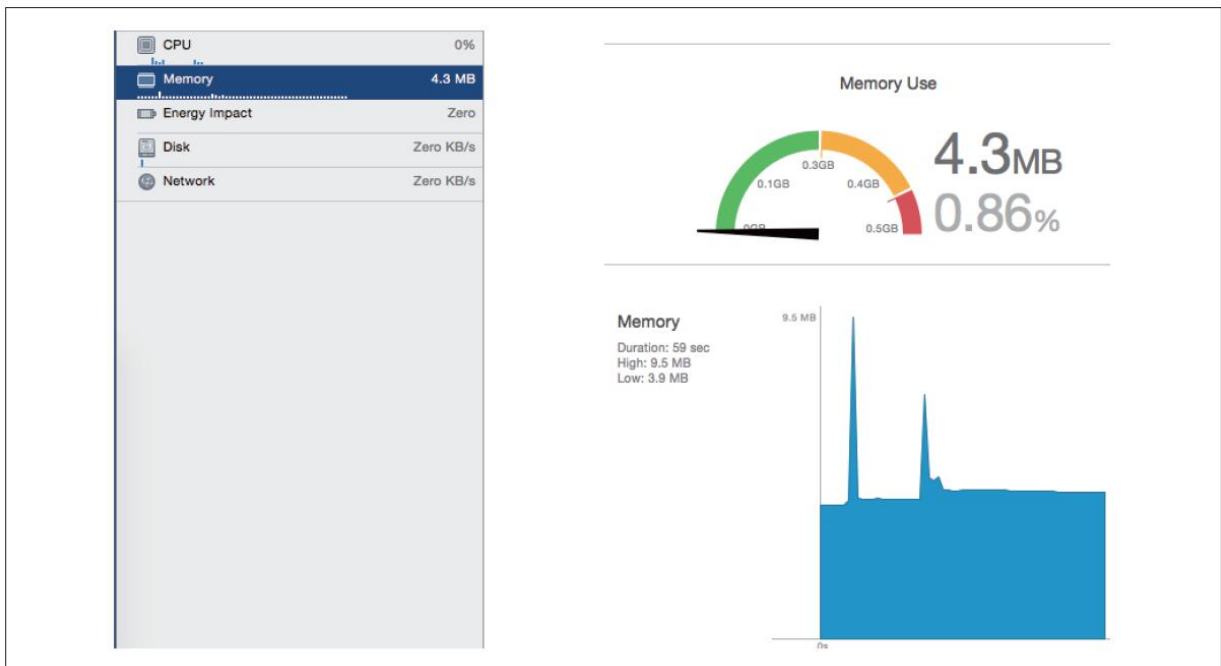 CPU 0%
Memory 4.3 MB
Energy Impact Zero
Disk Zero KB/s
Network Zero KB/s
Memory Use
0GB
0.1GB
0.3GB
0.4GB
0.5GB
4.3MB
0.86%
Memory
Duration: 59 sec
High: 9.5 MB
Low: 3.9 MB
9.5 MB
0s